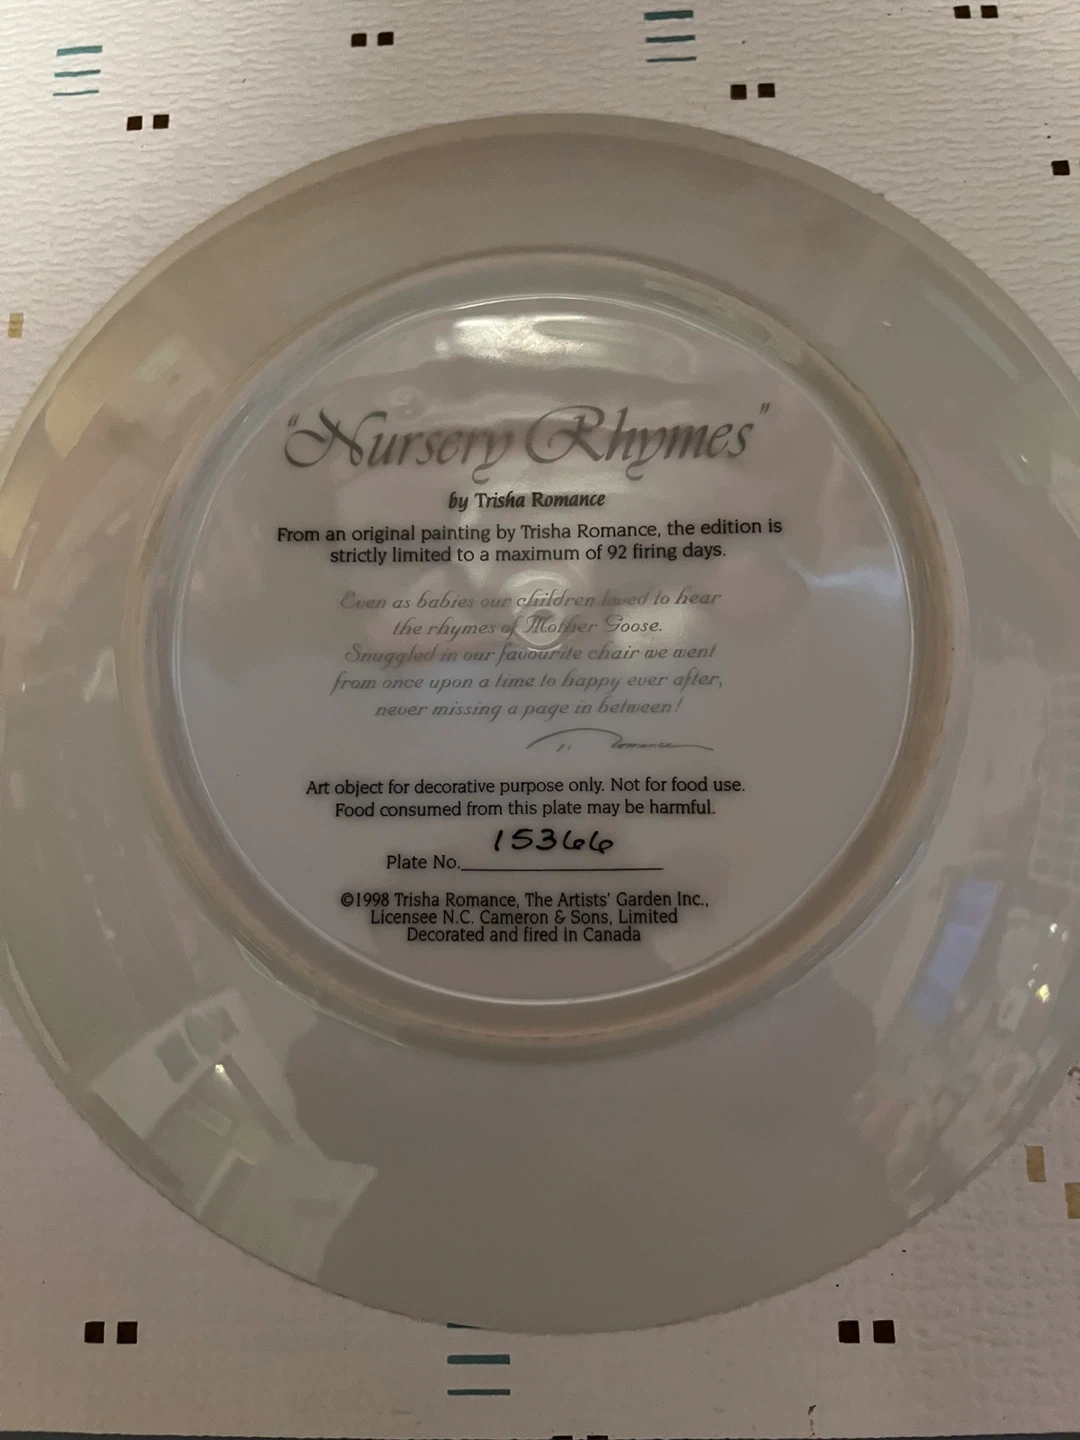 "Nursery Rhymes"
by Trisha Romance
From an original painting by Trisha Romance, the edition is
strictly limited to a maximum of 92 firing days.
Even as babies our children loved to hear
the rhymes of Mother Goose.
Snuggled in our favourite chair we went
from once upon a time to happy ever after,
never missing a page in between!
T. Romance
Art object for decorative purpose only. Not for food use.
Food consumed from this plate may be harmful.
Plate No. 15366
©1998 Trisha Romance, The Artists' Garden Inc.,
Licensee N.C. Cameron & Sons, Limited
Decorated and fired in Canada